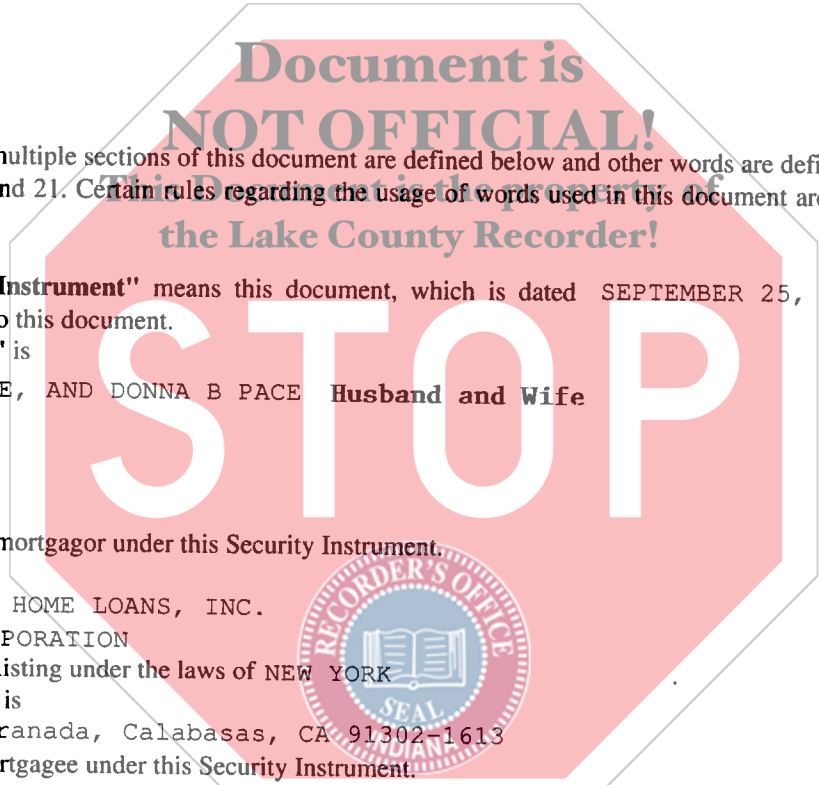 Document is
NOT OFFICIAL!
multiple sections of this document are defined below and other words are defi
nd 21. Certain rules regarding the usage of words used in this document are
This Document is the property of
the Lake County Recorder!
Instrument" means this document, which is dated SEPTEMBER 25,
o this document.
" is
E, AND DONNA B PACE Husband and Wife
STOP
mortgagor under this Security Instrument.
HOME LOANS, INC.
PORATION
isting under the laws of NEW YORK
is
ranada, Calabasas, CA 91302-1613
rtgagee under this Security Instrument.
RECORDER'S OFFICE
SEAL
INDIANA